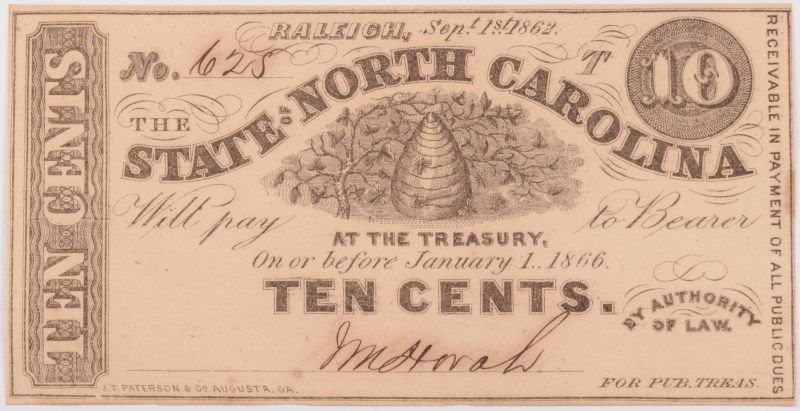 RALEIGH, Sept. 1st 1862.
No. 625
T
10
THE
STATE OF NORTH CAROLINA
Will pay to Bearer
AT THE TREASURY,
On or before January 1. 1866.
TEN CENTS.
BY AUTHORITY
OF LAW.
FOR PUB. TREAS.
J.T. PATERSON & CO AUGUSTA, GA.
TEN CENTS
RECEIVABLE IN PAYMENT OF ALL PUBLIC DUES